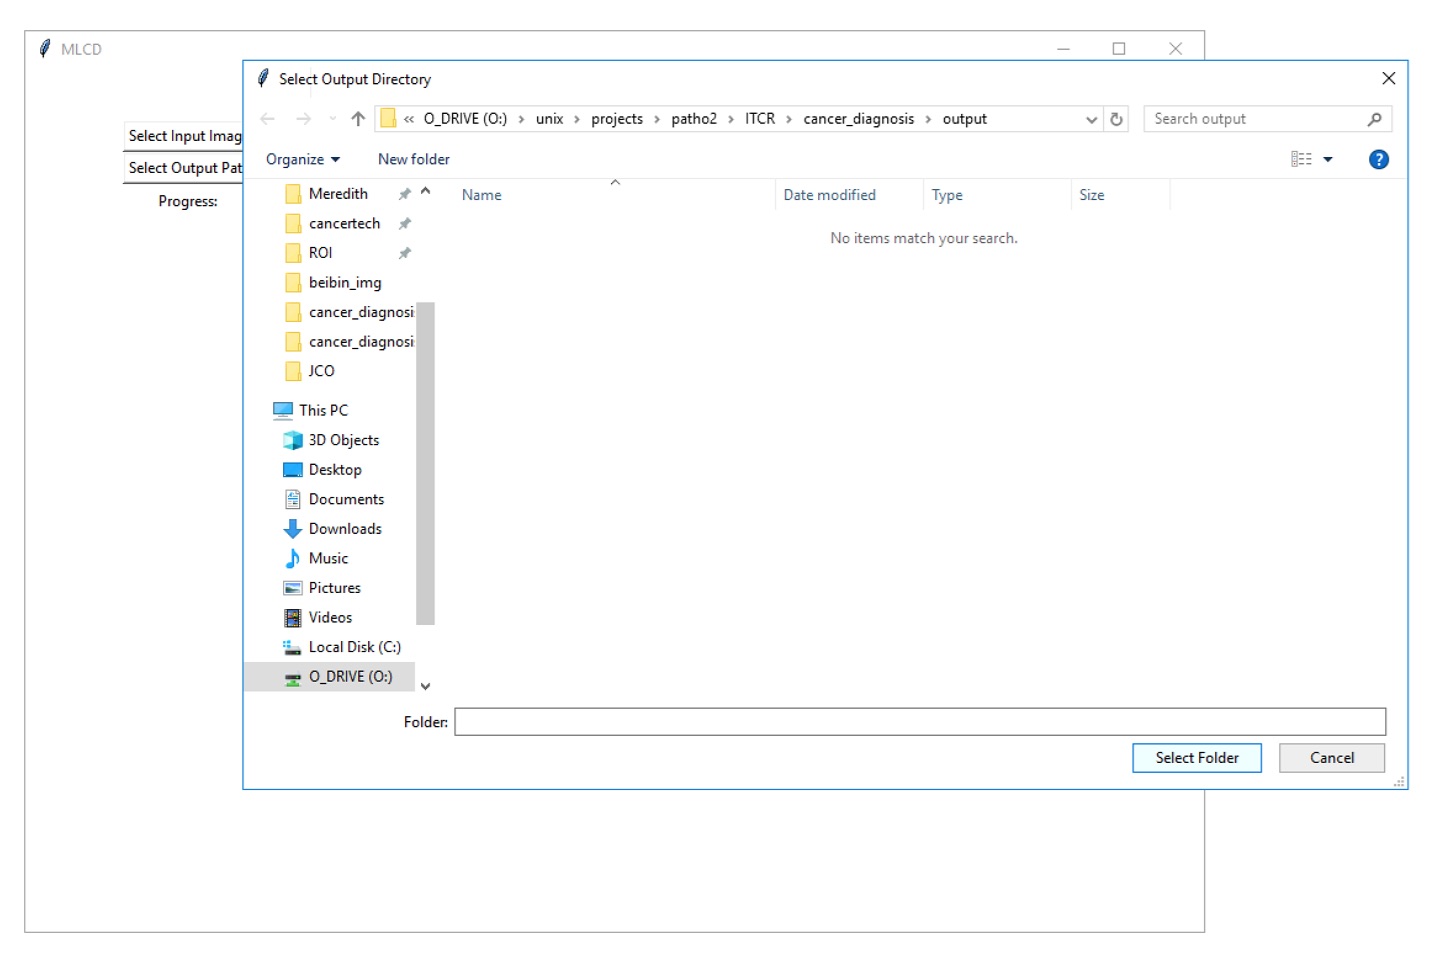 MLCD
Select Output Directory
« O_DRIVE (O:) > unix > projects > patho2 > ITCR > cancer_diagnosis > output
Search output
Select Input Imag
Organize
New folder
?
Select Output Pat
Progress:
Meredith
cancertech
ROI
beibin_img
cancer_diagnosi
cancer_diagnosi
JCO
This PC
3D Objects
Desktop
Documents
Downloads
Music
Pictures
Videos
Local Disk (C:)
O_DRIVE (O:)
Name
Date modified
Type
Size
No items match your search.
Folder:
Select Folder
Cancel